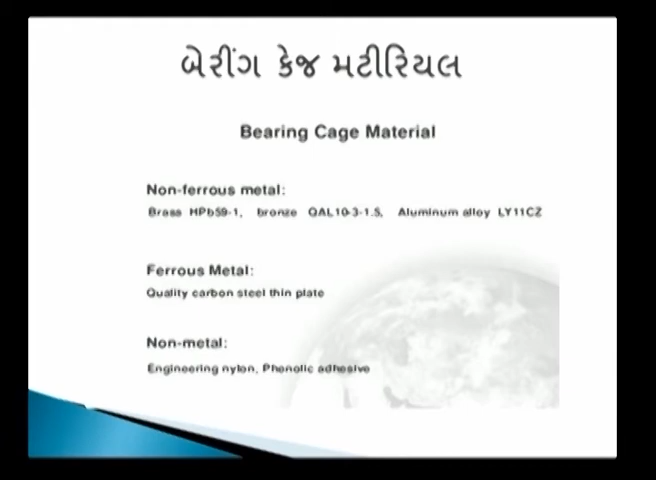 બેરીંગ કેજ મટીરિયલ
Bearing Cage Material
Non-ferrous metal:
Brass HPb59-1, bronze QAL10-3-1.5, Aluminum alloy LY11CZ
Ferrous Metal:
Quality carbon steel thin plate
Non-metal:
Engineering nylon, Phenolic adhesive